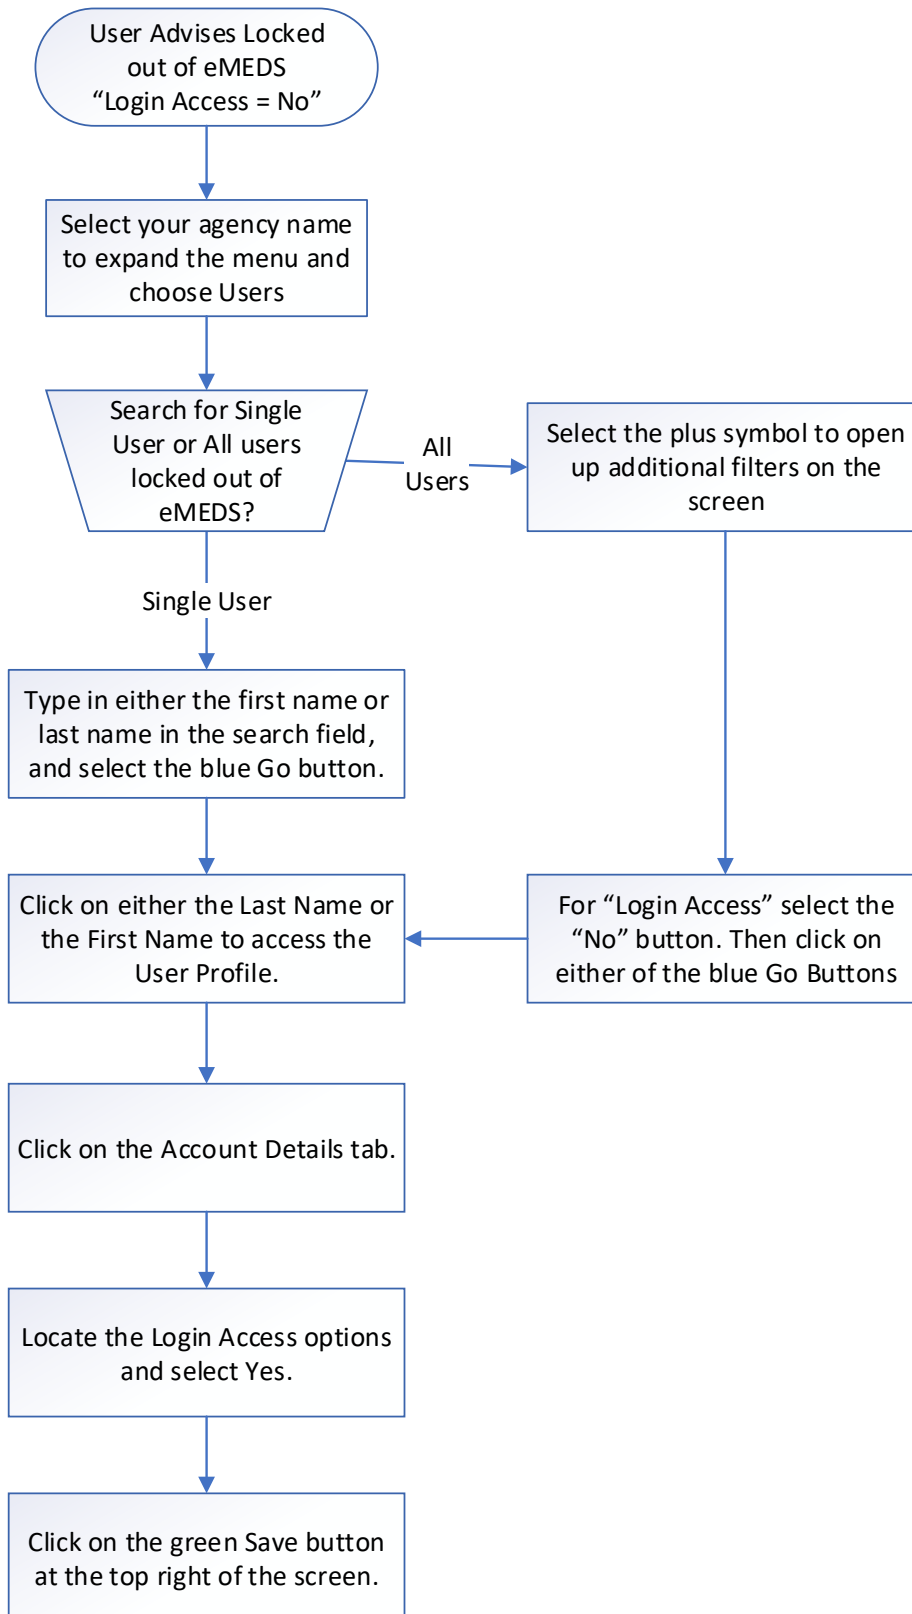 User Advises Locked
out of eMEDS
“Login Access = No”
Select your agency name
to expand the menu and
choose Users
Search for Single
User or All users
locked out of
eMEDS?
All
Users
Select the plus symbol to open
up additional filters on the
screen
Single User
Type in either the first name or
last name in the search field,
and select the blue Go button.
Click on either the Last Name or
the First Name to access the
User Profile.
For “Login Access” select the
“No” button. Then click on
either of the blue Go Buttons
Click on the Account Details tab.
Locate the Login Access options
and select Yes.
Click on the green Save button
at the top right of the screen.